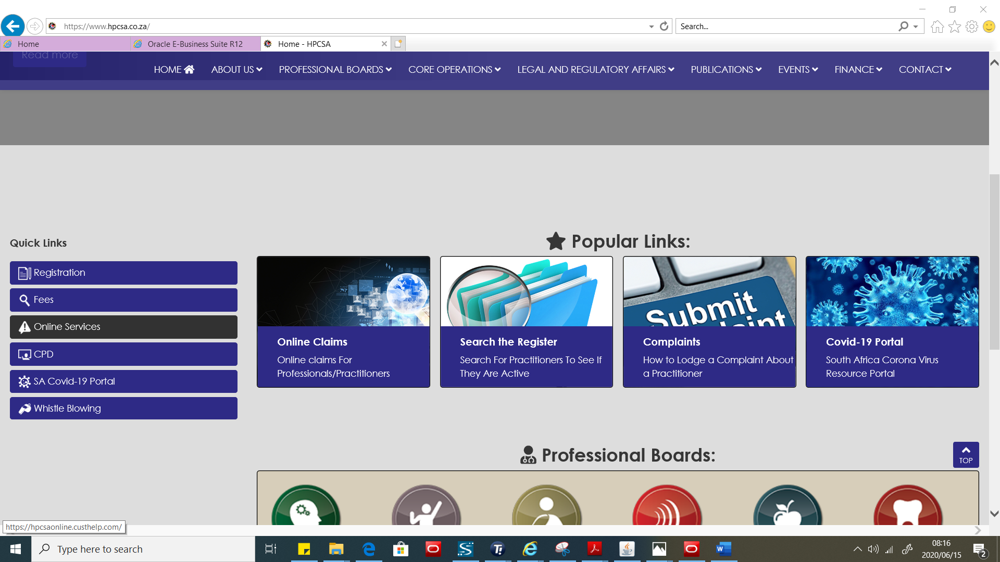 https://www.hpcsa.co.za/
Search...
Home
Oracle E-Business Suite R12
Home - HPCSA
Read more
HOME
ABOUT US
PROFESSIONAL BOARDS
CORE OPERATIONS
LEGAL AND REGULATORY AFFAIRS
PUBLICATIONS
EVENTS
FINANCE
CONTACT
Quick Links
Registration
Fees
Online Services
CPD
SA Covid-19 Portal
Whistle Blowing
Popular Links:
Online Claims
Online claims For
Professionals/Practitioners
Search the Register
Search For Practitioners To See If
They Are Active
Submit
Complaints
How to Lodge a Complaint About
a Practitioner
Covid-19 Portal
South Africa Corona Virus
Resource Portal
Professional Boards:
TOP
https://hpcsaonline.custhelp.com/
Type here to search
08:16
2020/06/15
2